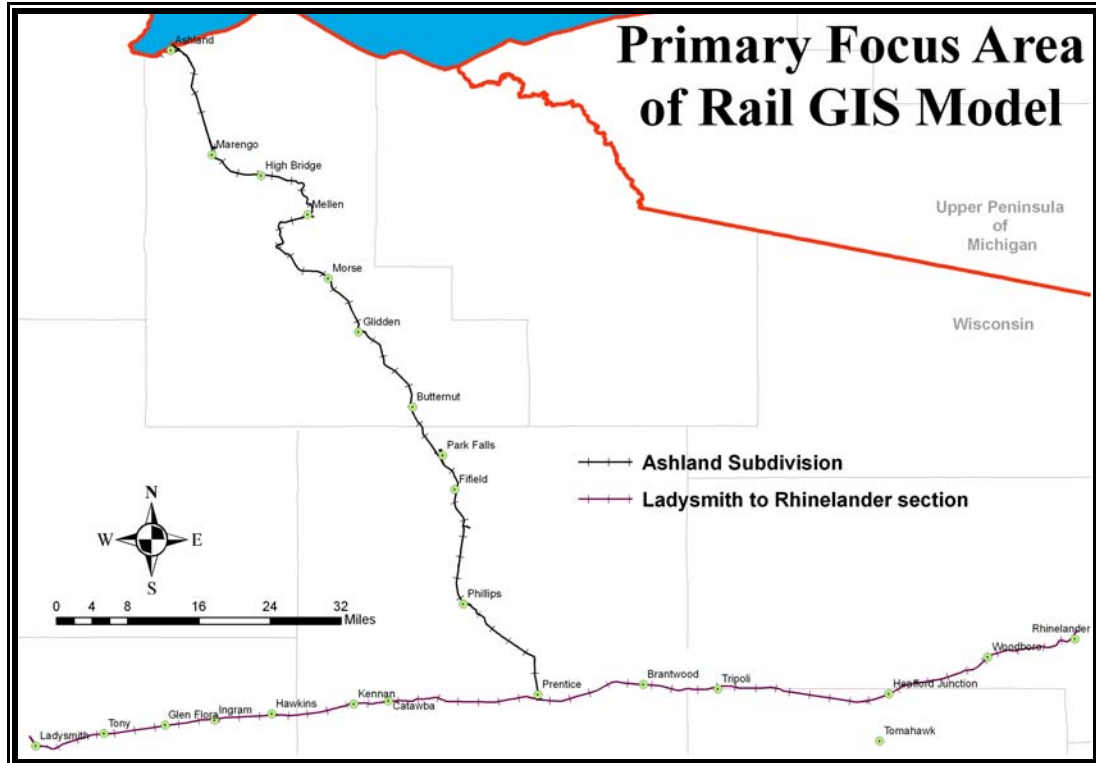 Primary Focus Area
of Rail GIS Model
Ashland
Marengo
High Bridge
Mellen
Upper Peninsula
of
Michigan
Morse
Wisconsin
Glidden
Butternut
Park Falls
Ashland Subdivision
Fifield
Ladysmith to Rhinelander section
N
W E
S
Phillips
0 4 8 16 24 32
Miles
Rhinelander
Woodboro
Brantwood
Tripoli
Prentice
Heafford Junction
Kennan
Catawba
Hawkins
Ingram
Glen Flora
Tony
Ladysmith
Tomahawk